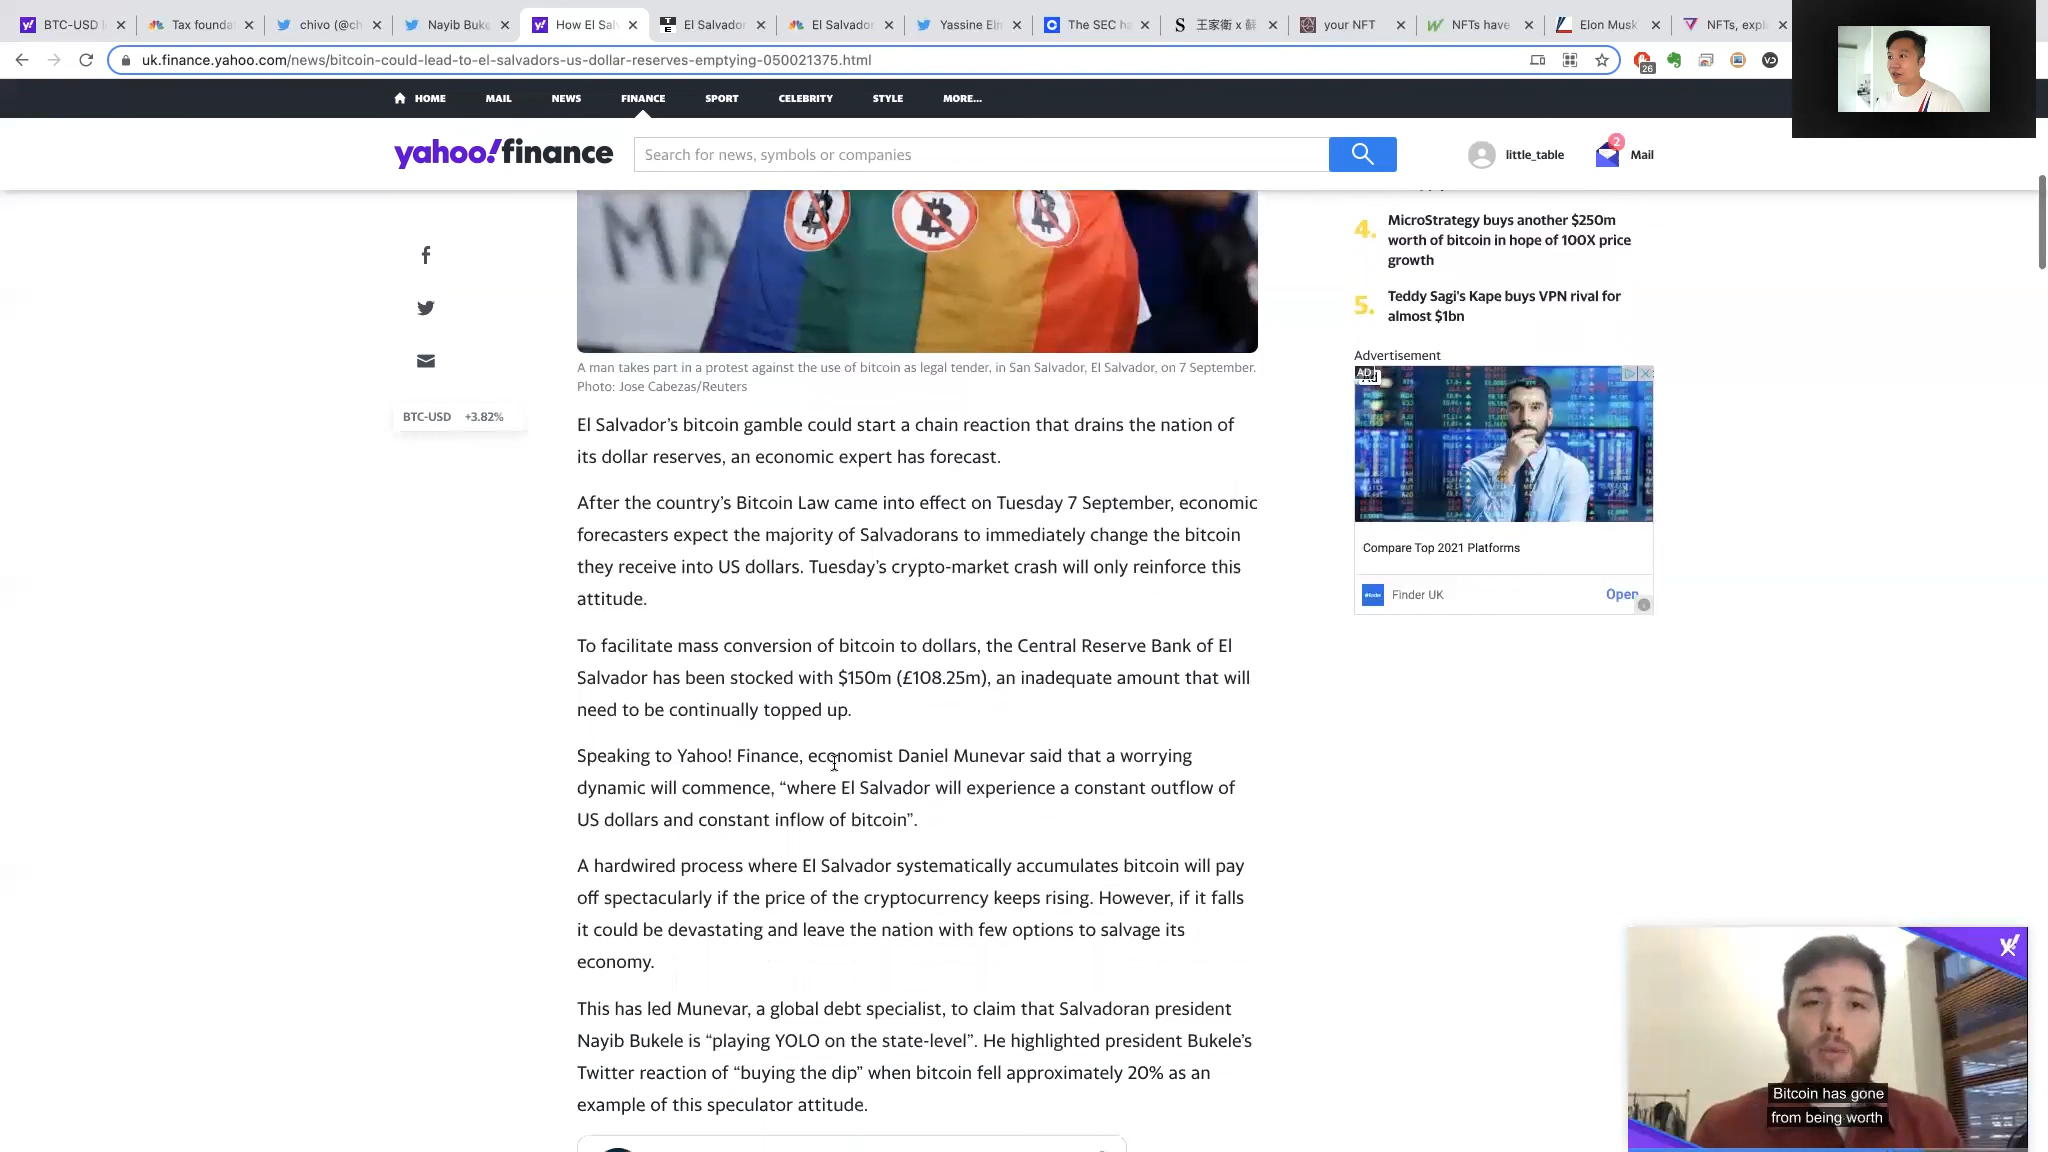 BTC-USD
Tax founda
chivo (@ch
Nayib Buke
How El Sal
El Salvador
El Salvador
Yassine Elm
The SEC ha
王家衛 x 蘇
your NFT
NFTs have
Elon Musk
NFTs, expl
uk.finance.yahoo.com/news/bitcoin-could-lead-to-el-salvadors-us-dollar-reserves-emptying-050021375.html
26
HOME MAIL NEWS FINANCE SPORT CELEBRITY STYLE MORE...
yahoo!finance
Search for news, symbols or companies
little_table
2
Mail
MA
4. MicroStrategy buys another $250m
worth of bitcoin in hope of 100X price
growth
5. Teddy Sagi's Kape buys VPN rival for
almost $1bn
Advertisement
AD
Compare Top 2021 Platforms
Finder UK
Open
A man takes part in a protest against the use of bitcoin as legal tender, in San Salvador, El Salvador, on 7 September.
Photo: Jose Cabezas/Reuters
BTC-USD +3.82%
El Salvador’s bitcoin gamble could start a chain reaction that drains the nation of
its dollar reserves, an economic expert has forecast.
After the country’s Bitcoin Law came into effect on Tuesday 7 September, economic
forecasters expect the majority of Salvadorans to immediately change the bitcoin
they receive into US dollars. Tuesday’s crypto-market crash will only reinforce this
attitude.
To facilitate mass conversion of bitcoin to dollars, the Central Reserve Bank of El
Salvador has been stocked with $150m (£108.25m), an inadequate amount that will
need to be continually topped up.
Speaking to Yahoo! Finance, economist Daniel Munevar said that a worrying
dynamic will commence, “where El Salvador will experience a constant outflow of
US dollars and constant inflow of bitcoin”.
A hardwired process where El Salvador systematically accumulates bitcoin will pay
off spectacularly if the price of the cryptocurrency keeps rising. However, if it falls
it could be devastating and leave the nation with few options to salvage its
economy.
This has led Munevar, a global debt specialist, to claim that Salvadoran president
Nayib Bukele is “playing YOLO on the state-level”. He highlighted president Bukele’s
Twitter reaction of “buying the dip” when bitcoin fell approximately 20% as an
example of this speculator attitude.
Bitcoin has gone
from being worth